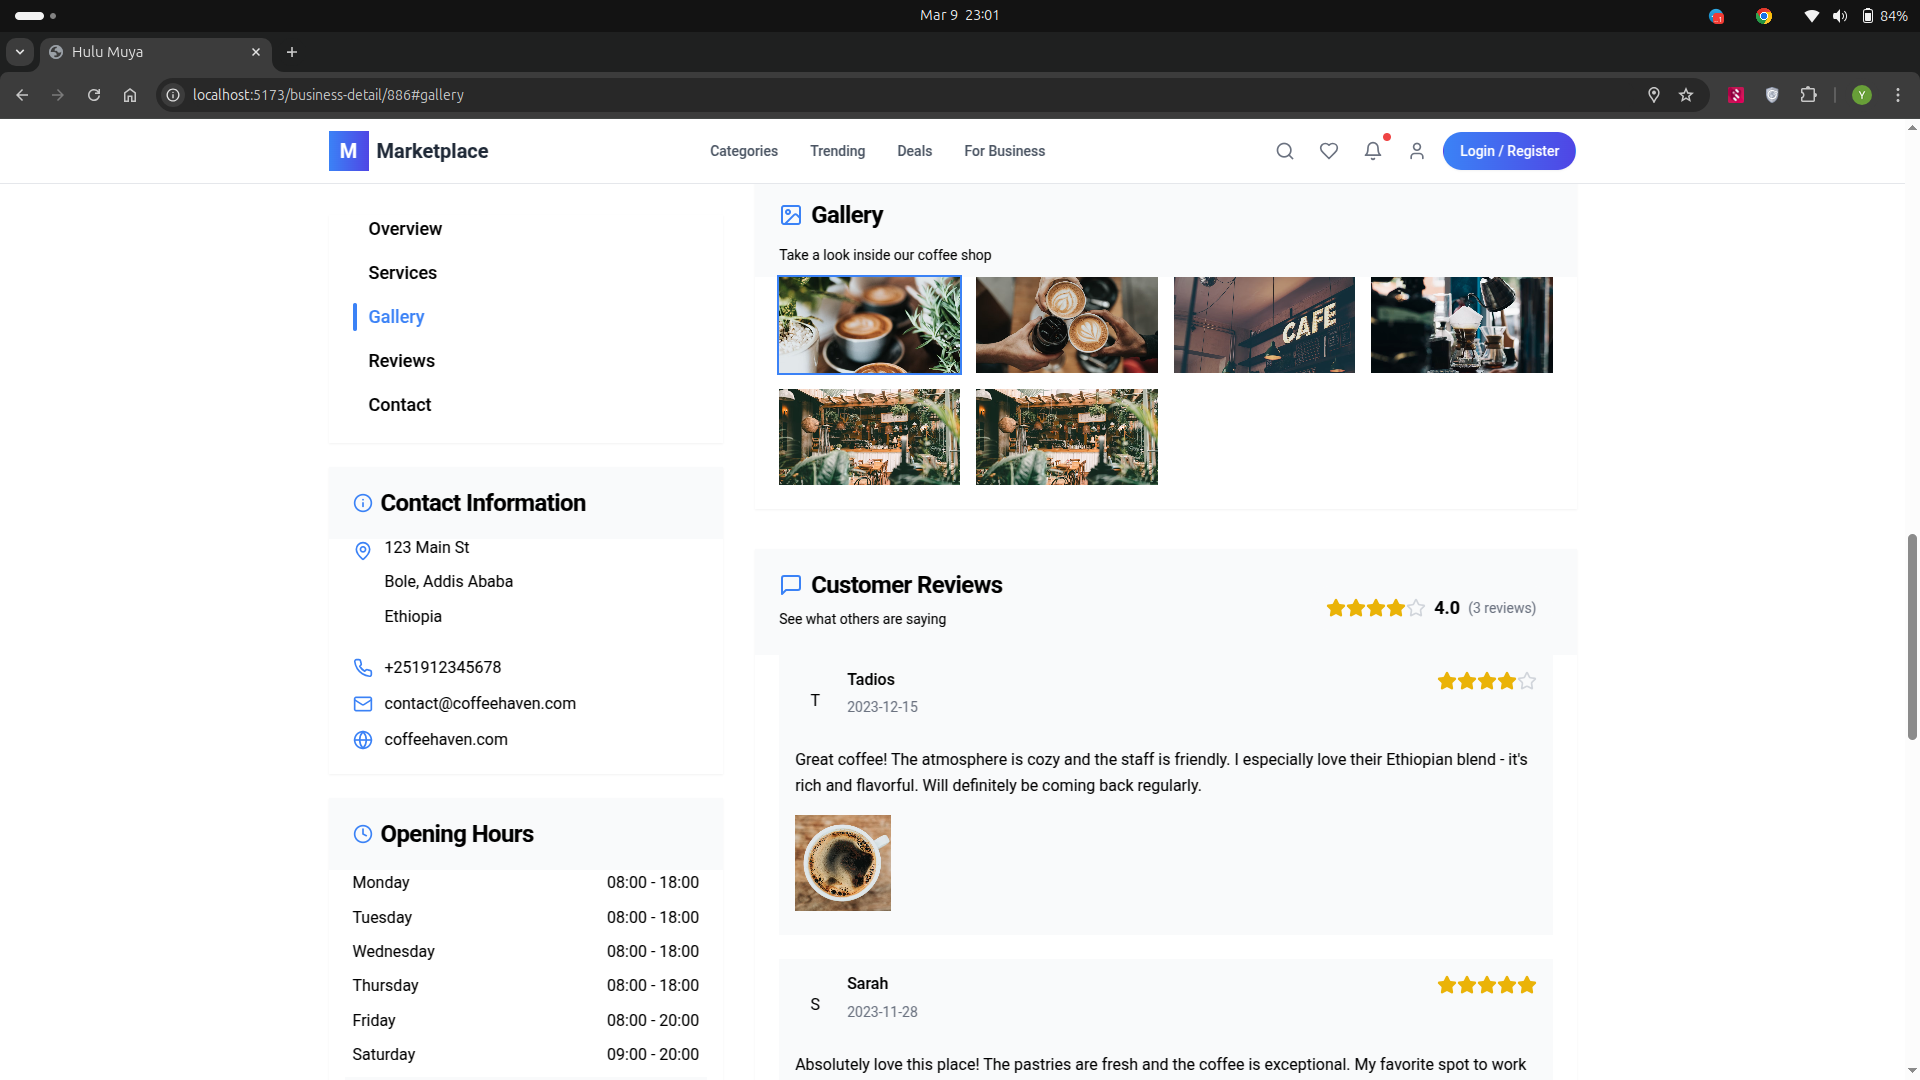 Mar 9 23:01
84%
Hulu Muya
localhost:5173/business-detail/886#gallery
Y
M Marketplace
Categories Trending Deals For Business
Login / Register
Overview
Services
Gallery
Reviews
Contact
Contact Information
123 Main St
Bole, Addis Ababa
Ethiopia
+251912345678
contact@coffeehaven.com
coffeehaven.com
Opening Hours
Monday 08:00 - 18:00
Tuesday 08:00 - 18:00
Wednesday 08:00 - 18:00
Thursday 08:00 - 18:00
Friday 08:00 - 20:00
Saturday 09:00 - 20:00
Gallery
Take a look inside our coffee shop
CAFE
Customer Reviews
See what others are saying
4.0 (3 reviews)
T
Tadios
2023-12-15
Great coffee! The atmosphere is cozy and the staff is friendly. I especially love their Ethiopian blend - it's
rich and flavorful. Will definitely be coming back regularly.
S
Sarah
2023-11-28
Absolutely love this place! The pastries are fresh and the coffee is exceptional. My favorite spot to work